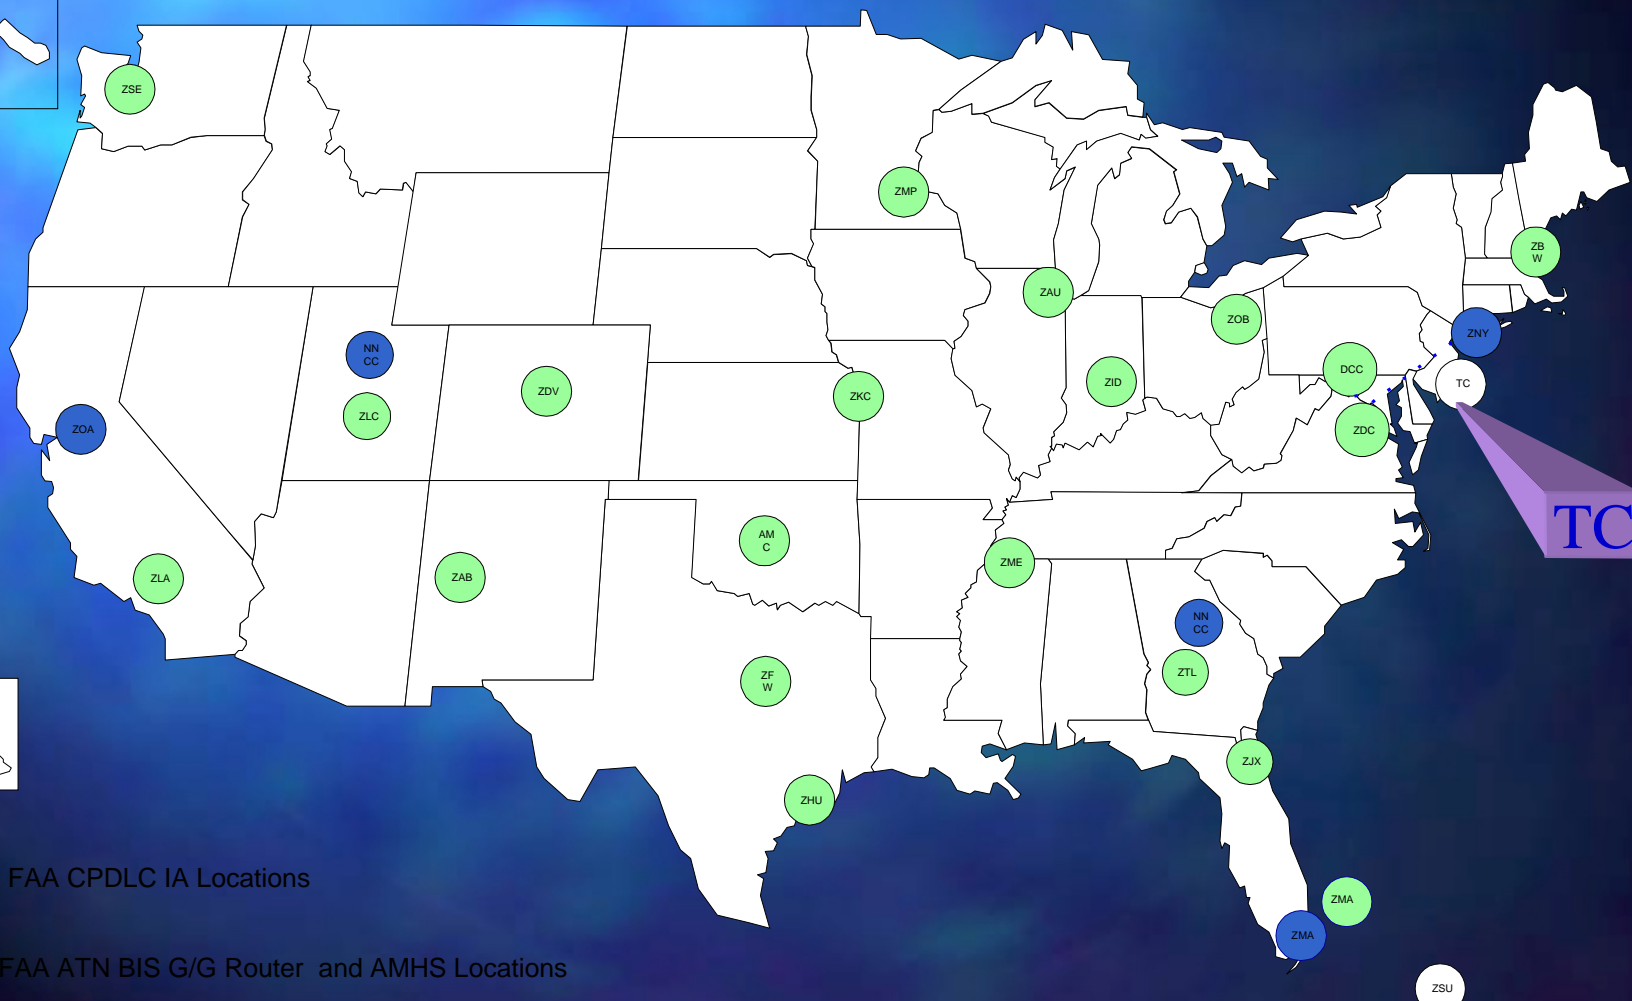 ZSE
ZMP
ZB
W
ZAU
ZOB
ZNY
NN
CC
DCC
TC
ZDV
ZID
ZKC
ZLC
ZOA
ZDC
TC
AM
C
ZME
ZLA
ZAB
NN
CC
ZTL
ZF
W
ZJX
ZHU
FAA CPDLC IA Locations
ZMA
ZMA
FAA ATN BIS G/G Router and AMHS Locations
ZSU